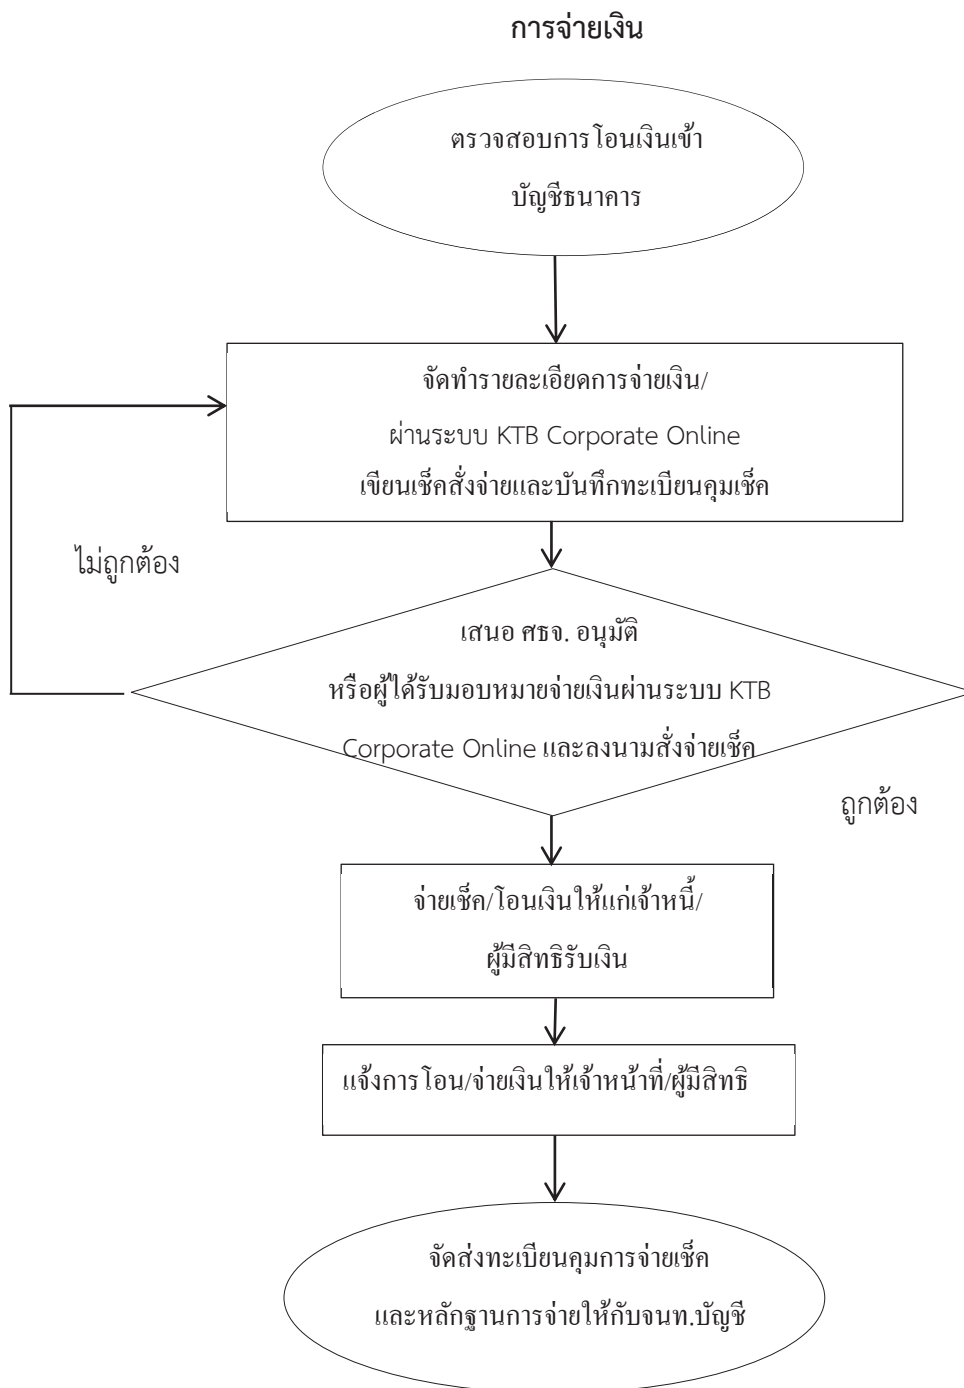 การจ่ายเงิน
ตรวจสอบการโอนเงินเข้า
บัญชีธนาคาร
จัดทำรายละเอียดการจ่ายเงิน/
ผ่านระบบ KTB Corporate Online
เขียนเช็คสั่งจ่ายและบันทึกทะเบียนคุมเช็ค
ไม่ถูกต้อง
เสนอ ศธจ. อนุมัติ
หรือผู้ได้รับมอบหมายจ่ายเงินผ่านระบบ KTB
Corporate Online และลงนามสั่งจ่ายเช็ค
ถูกต้อง
จ่ายเช็ค/โอนเงินให้แก่เจ้าหนี้/
ผู้มีสิทธิรับเงิน
แจ้งการโอน/จ่ายเงินให้เจ้าหน้าที่/ผู้มีสิทธิ
จัดส่งทะเบียนคุมการจ่ายเช็ค
และหลักฐานการจ่ายให้กับจนท.บัญชี